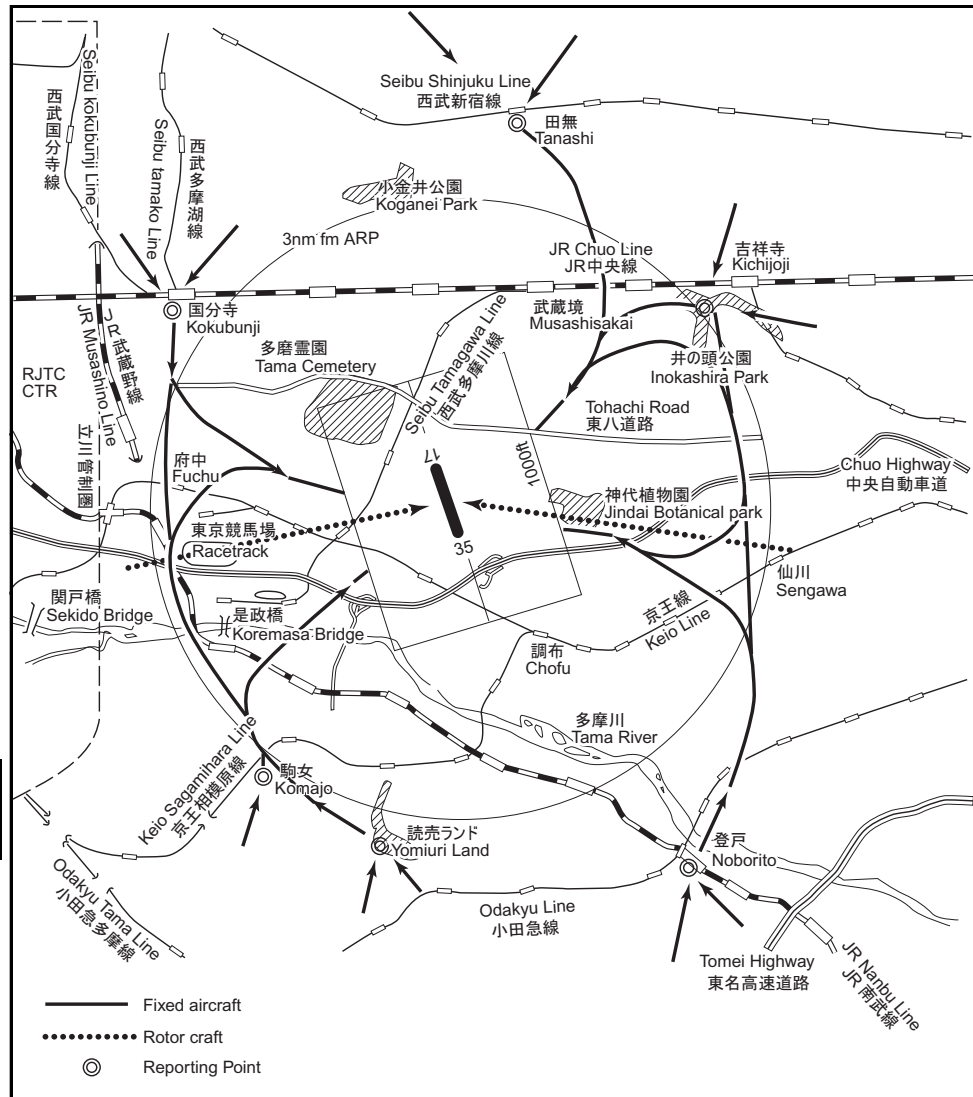 Seibu Shinjuku Line
西武新宿線
田無
Tanashi
Seibu kokubunji Line
西武国分寺線
Seibu tamako Line
西武多摩湖線
小金井公園
Koganei Park
3nm fm ARP
JR Chuo Line
JR中央線
吉祥寺
Kichijoji
国分寺
Kokubunji
武蔵境
Musashisakai
JR武蔵野線
JR Musashino Line
RJTC
CTR
多磨霊園
Tama Cemetery
Seibu Tamagawa Line
西武多摩川線
井の頭公園
Inokashira Park
Tohachi Road
東八道路
立川管制圏
府中
Fuchu
17
1000ft
Chuo Highway
中央自動車道
神代植物園
Jindai Botanical park
東京競馬場
Racetrack
35
仙川
Sengawa
関戸橋
Sekido Bridge
是政橋
Koremasa Bridge
京王線
Keio Line
調布
Chofu
多摩川
Tama River
駒女
Komajo
Keio Sagamihara Line
京王相模原線
読売ランド
Yomiuri Land
登戸
Noborito
Odakyu Tama Line
小田急多摩線
Odakyu Line
小田急線
Tomei Highway
東名高速道路
JR Nanbu Line
JR 南武線
Fixed aircraft
Rotor craft
Reporting Point